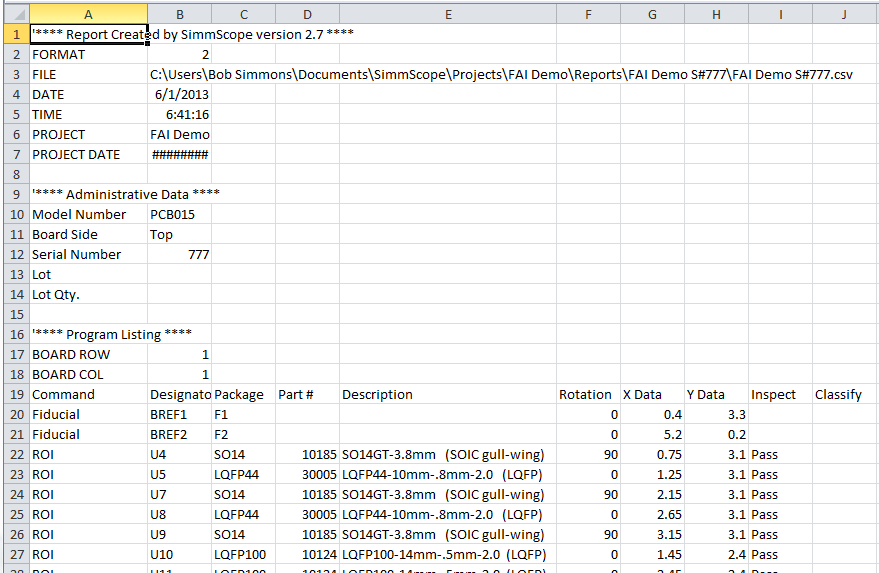 A B C D E F G H I J
1 '**** Report Created by SimmScope version 2.7 ****
2 FORMAT 2
3 FILE C:\Users\Bob Simmons\Documents\SimmScope\Projects\FAI Demo\Reports\FAI Demo S#777\FAI Demo S#777.csv
4 DATE 6/1/2013
5 TIME 6:41:16
6 PROJECT FAI Demo
7 PROJECT DATE ########
8
9 '**** Administrative Data ****
10 Model Number PCB015
11 Board Side Top
12 Serial Number 777
13 Lot
14 Lot Qty.
15
16 '**** Program Listing ****
17 BOARD ROW 1
18 BOARD COL 1
19 Command Designato Package Part # Description Rotation X Data Y Data Inspect Classify
20 Fiducial BREF1 F1 0 0.4 3.3
21 Fiducial BREF2 F2 0 5.2 0.2
22 ROI U4 SO14 10185 SO14GT-3.8mm (SOIC gull-wing) 90 0.75 3.1 Pass
23 ROI U5 LQFP44 30005 LQFP44-10mm-.8mm-2.0 (LQFP) 0 1.25 3.1 Pass
24 ROI U7 SO14 10185 SO14GT-3.8mm (SOIC gull-wing) 90 2.15 3.1 Pass
25 ROI U8 LQFP44 30005 LQFP44-10mm-.8mm-2.0 (LQFP) 0 2.65 3.1 Pass
26 ROI U9 SO14 10185 SO14GT-3.8mm (SOIC gull-wing) 90 3.15 3.1 Pass
27 ROI U10 LQFP100 10124 LQFP100-14mm-.5mm-2.0 (LQFP) 0 1.45 2.4 Pass